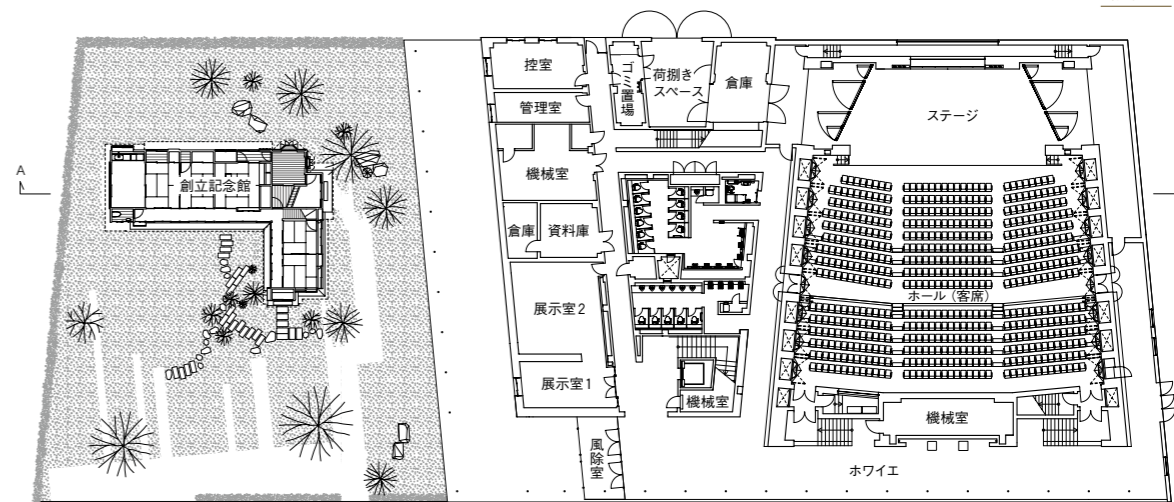 控室
管理室
ゴミ置場
荷捌き
スペース
倉庫
ステージ
A
創立記念館
機械室
倉庫
資料庫
展示室2
ホール（客席）
展示室1
機械室
機械室
風除室
ホワイエ